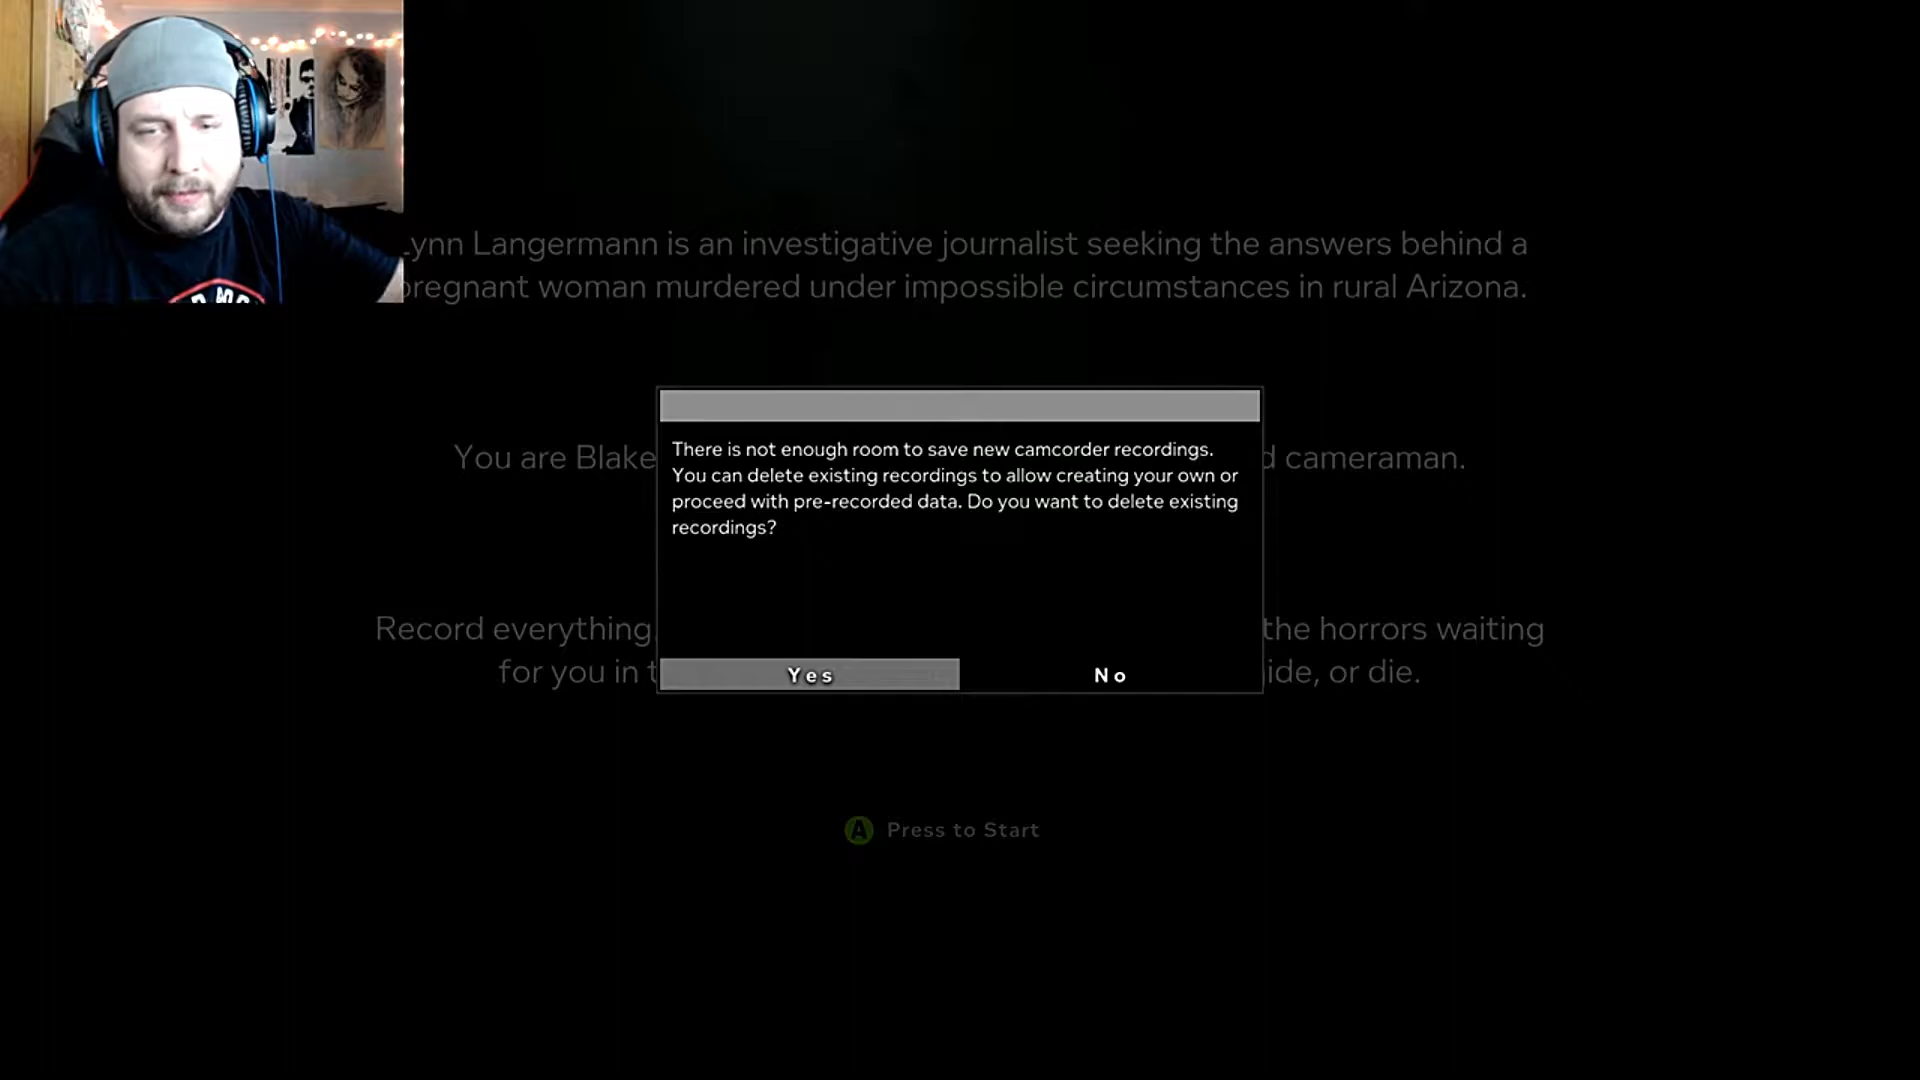 ynn Langermann is an investigative journalist seeking the answers behind a
pregnant woman murdered under impossible circumstances in rural Arizona.
You are Blake
d cameraman.
There is not enough room to save new camcorder recordings.
You can delete existing recordings to allow creating your own or
proceed with pre-recorded data. Do you want to delete existing
recordings?
Record everything,
the horrors waiting
for you in t
ide, or die.
Yes
No
A Press to Start